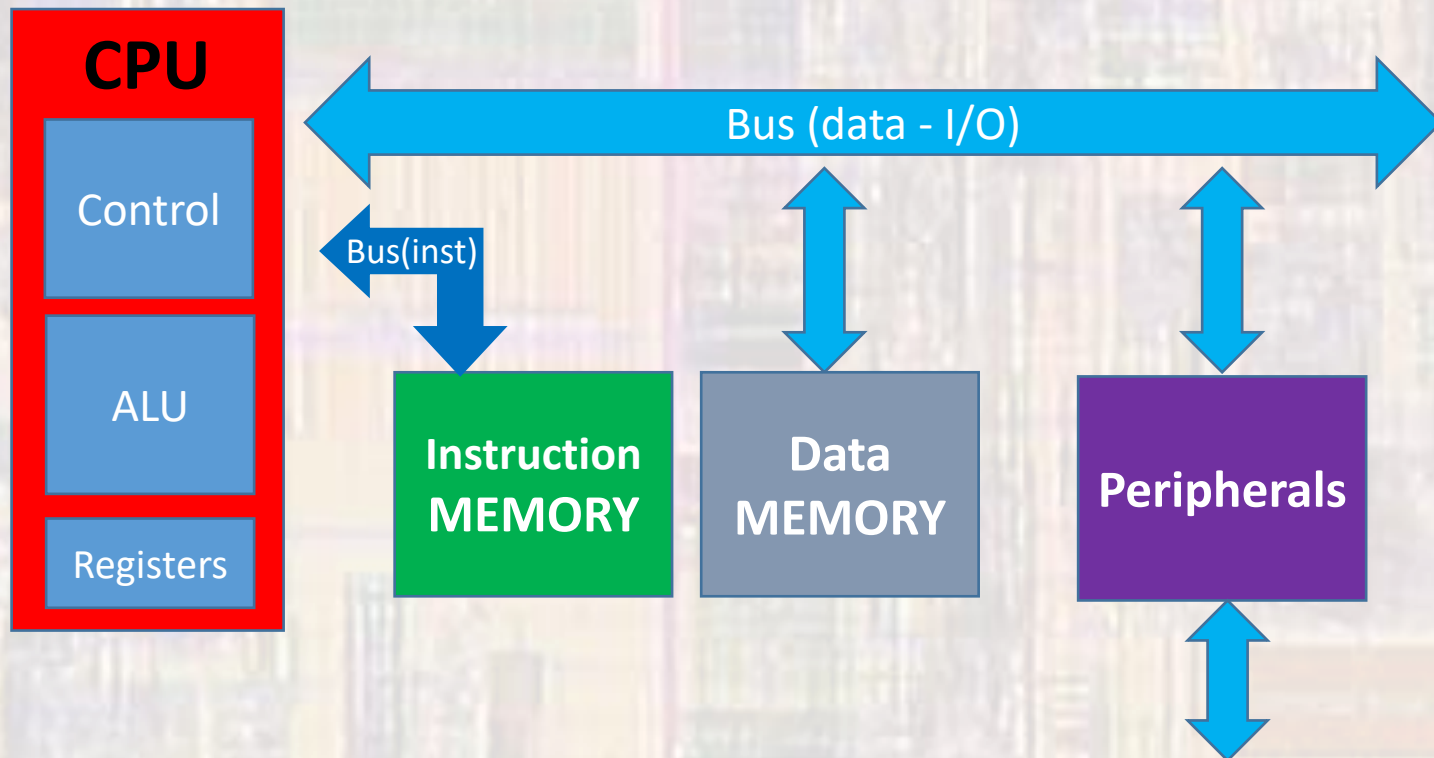 CPU
Control
ALU
Registers
Bus (data - I/O)
Bus(inst)
Instruction
MEMORY
Data
MEMORY
Peripherals